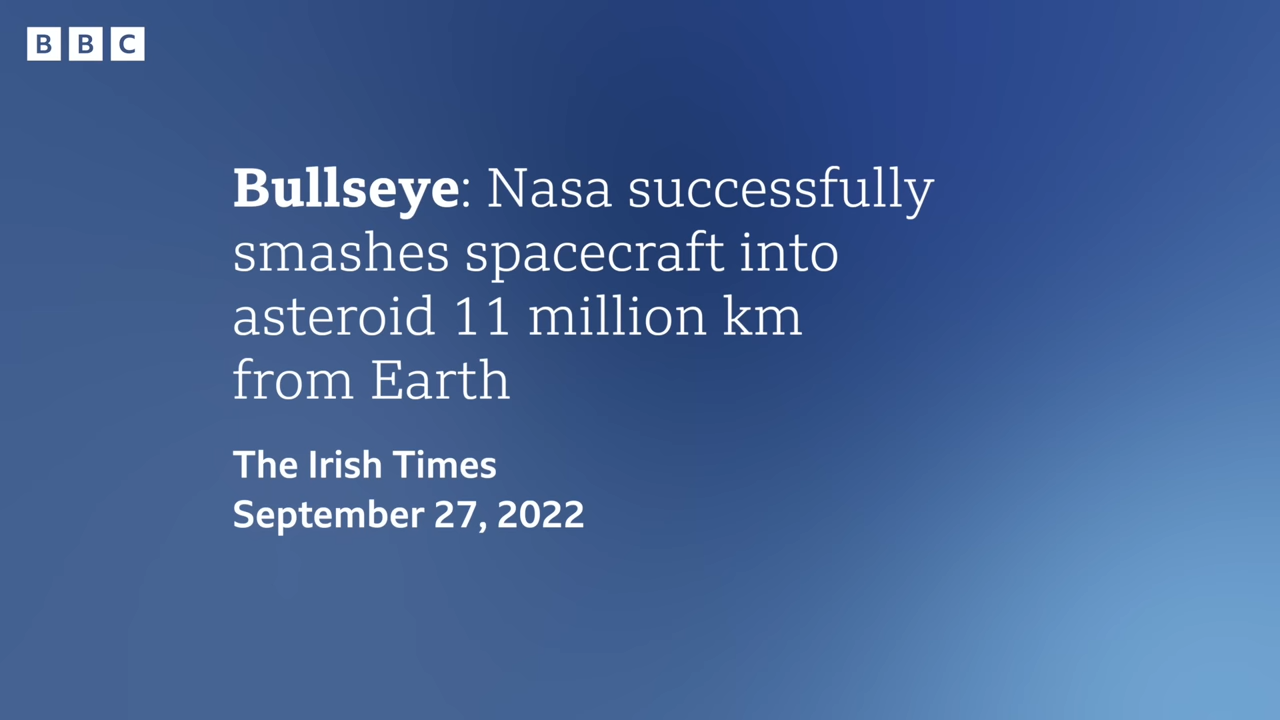 BBC
Bullseye: Nasa successfully
smashes spacecraft into
asteroid 11 million km
from Earth
The Irish Times
September 27, 2022